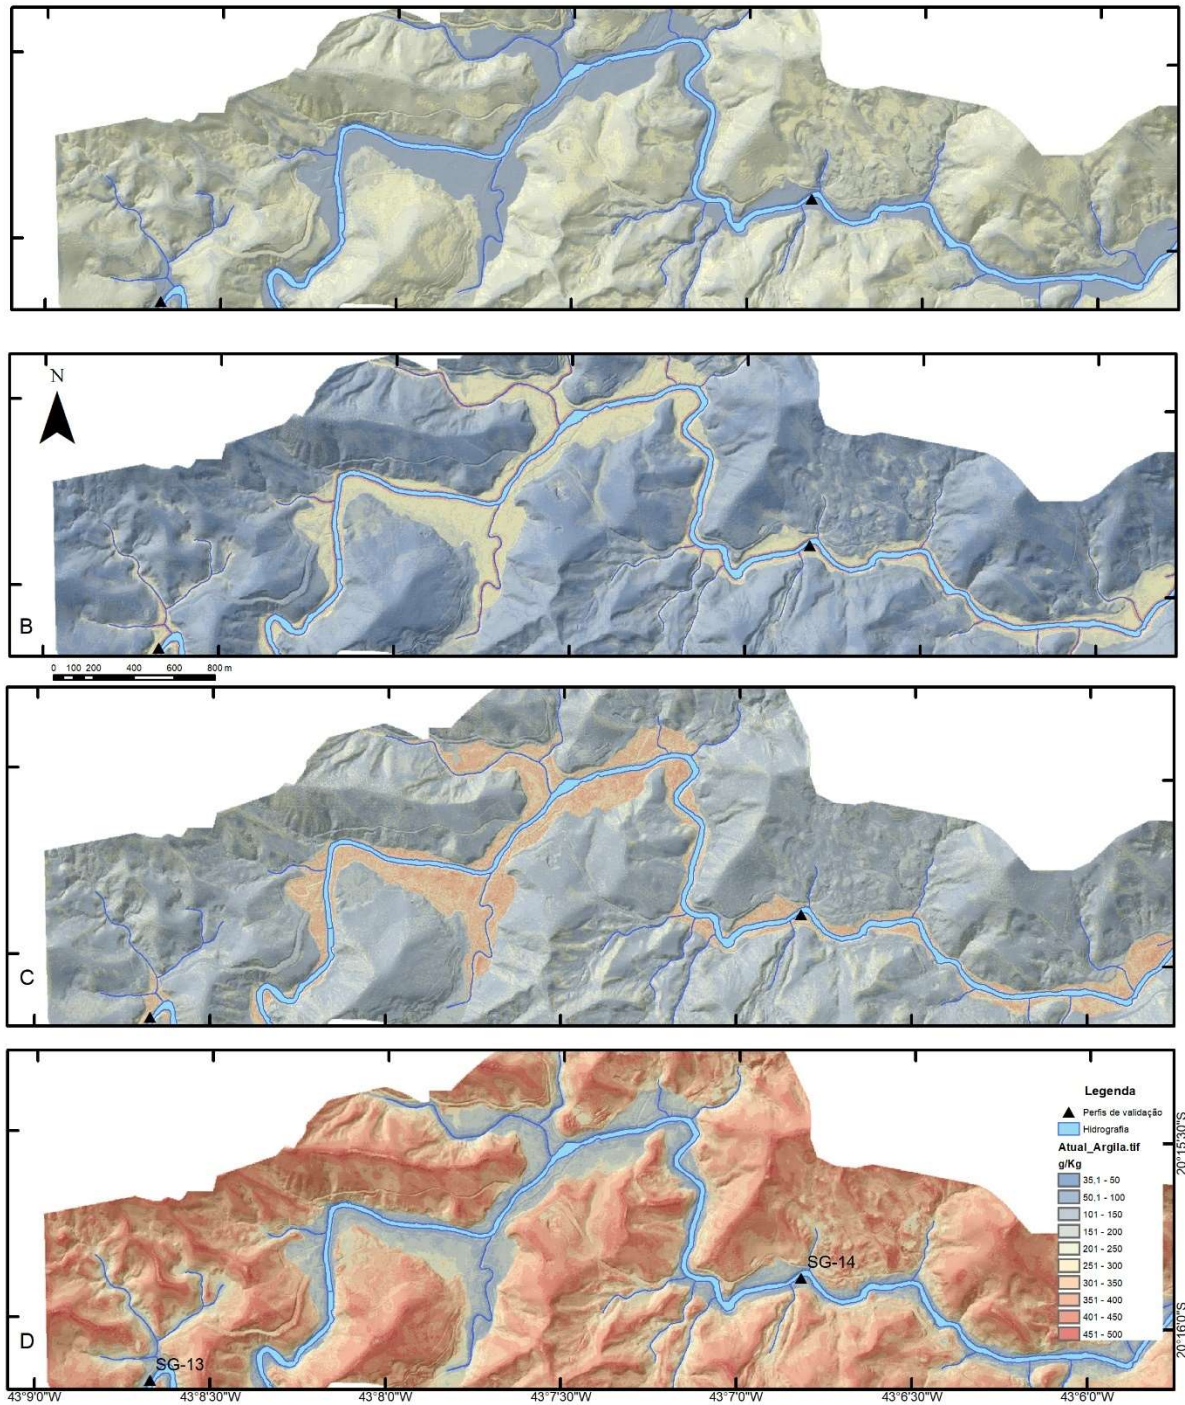 N
B
0 100 200 400 600 800 m
C
Legenda
Perfis de validação
Hidrografia
Atual_Argila.tif
g/Kg
35,1 - 50
50,1 - 100
101 - 150
151 - 200
201 - 250
251 - 300
301 - 350
351 - 400
401 - 450
451 - 500
20°15'30"S
20°16'0"S
SG-14
D
SG-13
43°9'0"W 43°8'30"W 43°8'0"W 43°7'30"W 43°7'0"W 43°6'30"W 43°6'0"W